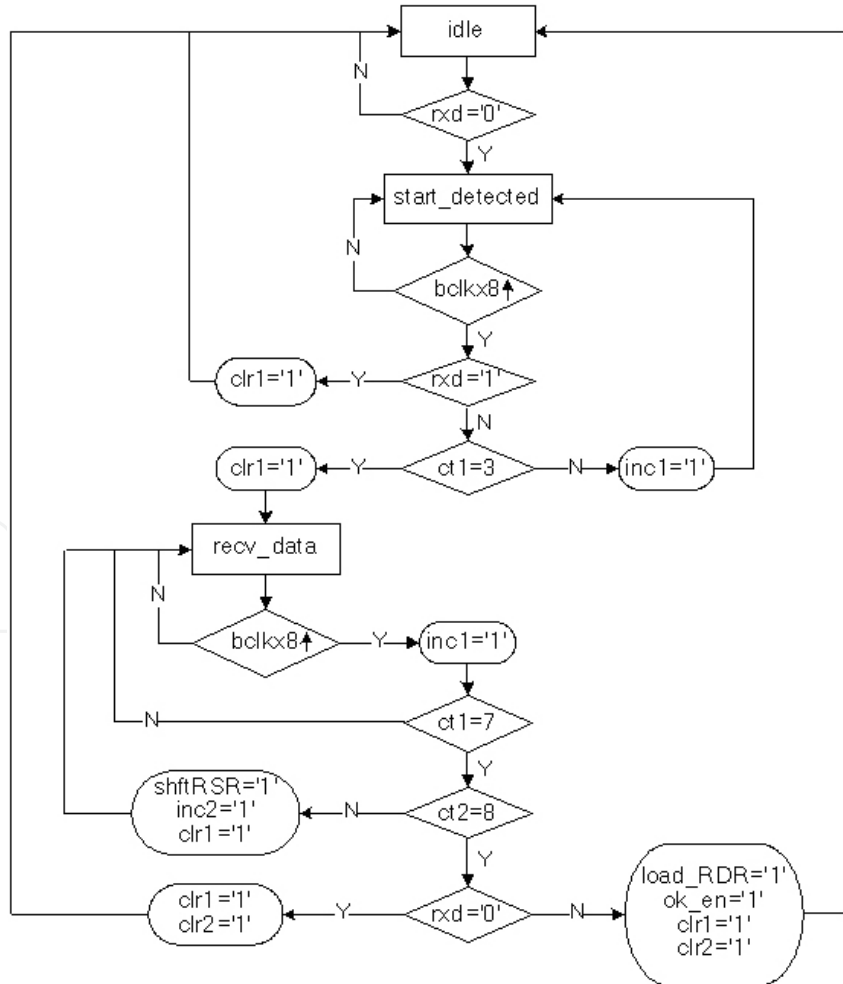 idle
N
rxd='0'
Y
start_detected
N
bclkx8↑
Y
clr1='1'
Y
rxd='1'
N
clr1='1'
Y
ct1=3
N
inc1='1'
recv_data
N
bclkx8↑
Y
inc1='1'
N
ct1=7
Y
shftRSR='1'
inc2='1'
clr1='1'
N
ct2=8
Y
load_RDR='1'
ok_en='1'
clr1='1'
clr2='1'
clr1='1'
clr2='1'
Y
rxd='0'
N